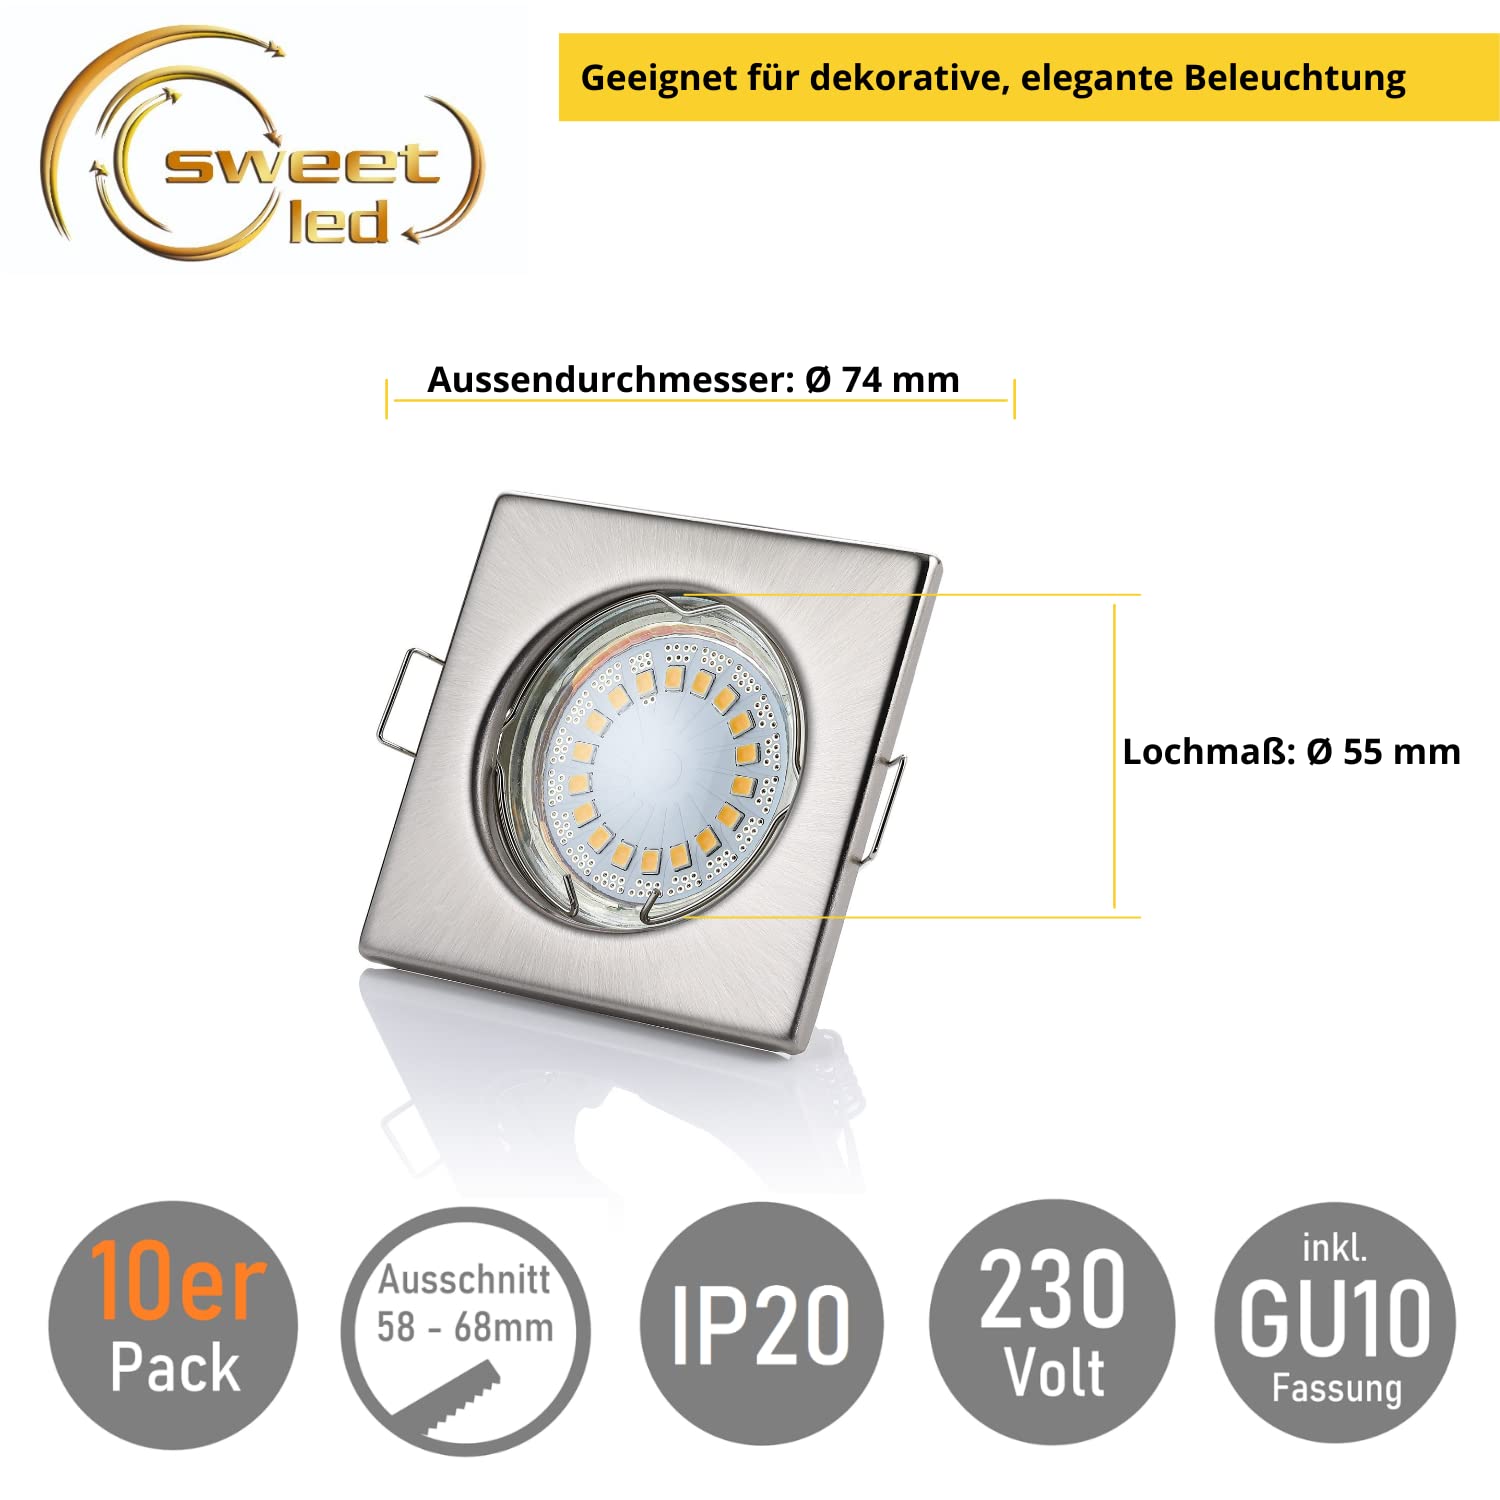 sweet
led
Geeignet für dekorative, elegante Beleuchtung
Aussendurchmesser: Ø 74 mm
Lochmaß: Ø 55 mm
10er
Pack
Ausschnitt
58 - 68mm
IP20
230
Volt
inkl.
GU10
Fassung